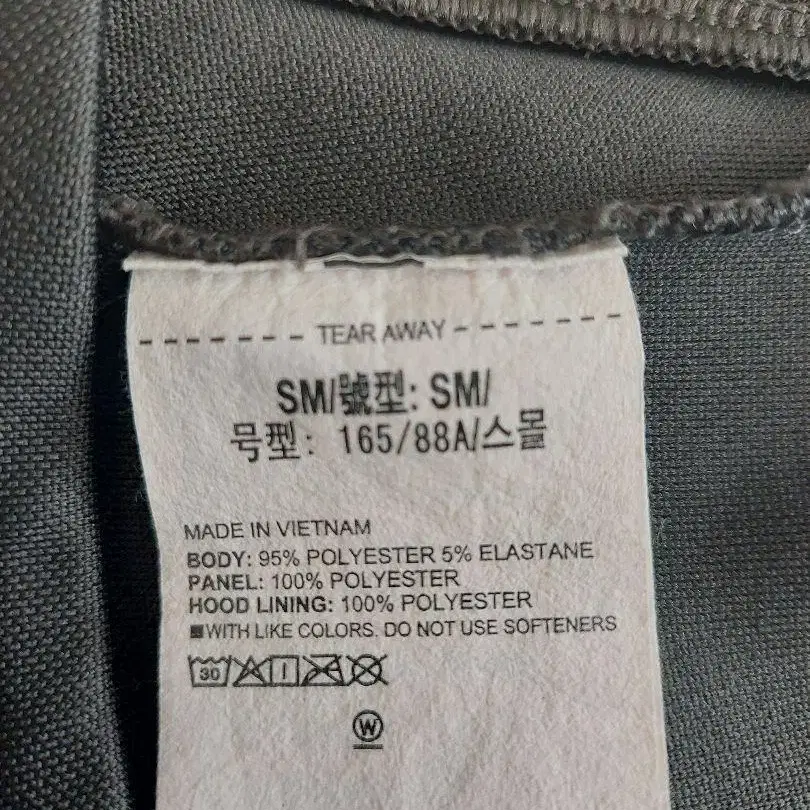 TEAR AWAY
SM/號型: SM/
号型: 165/88A/스몰
MADE IN VIETNAM
BODY: 95% POLYESTER 5% ELASTANE
PANEL: 100% POLYESTER
HOOD LINING: 100% POLYESTER
■WITH LIKE COLORS. DO NOT USE SOFTENERS
30
W